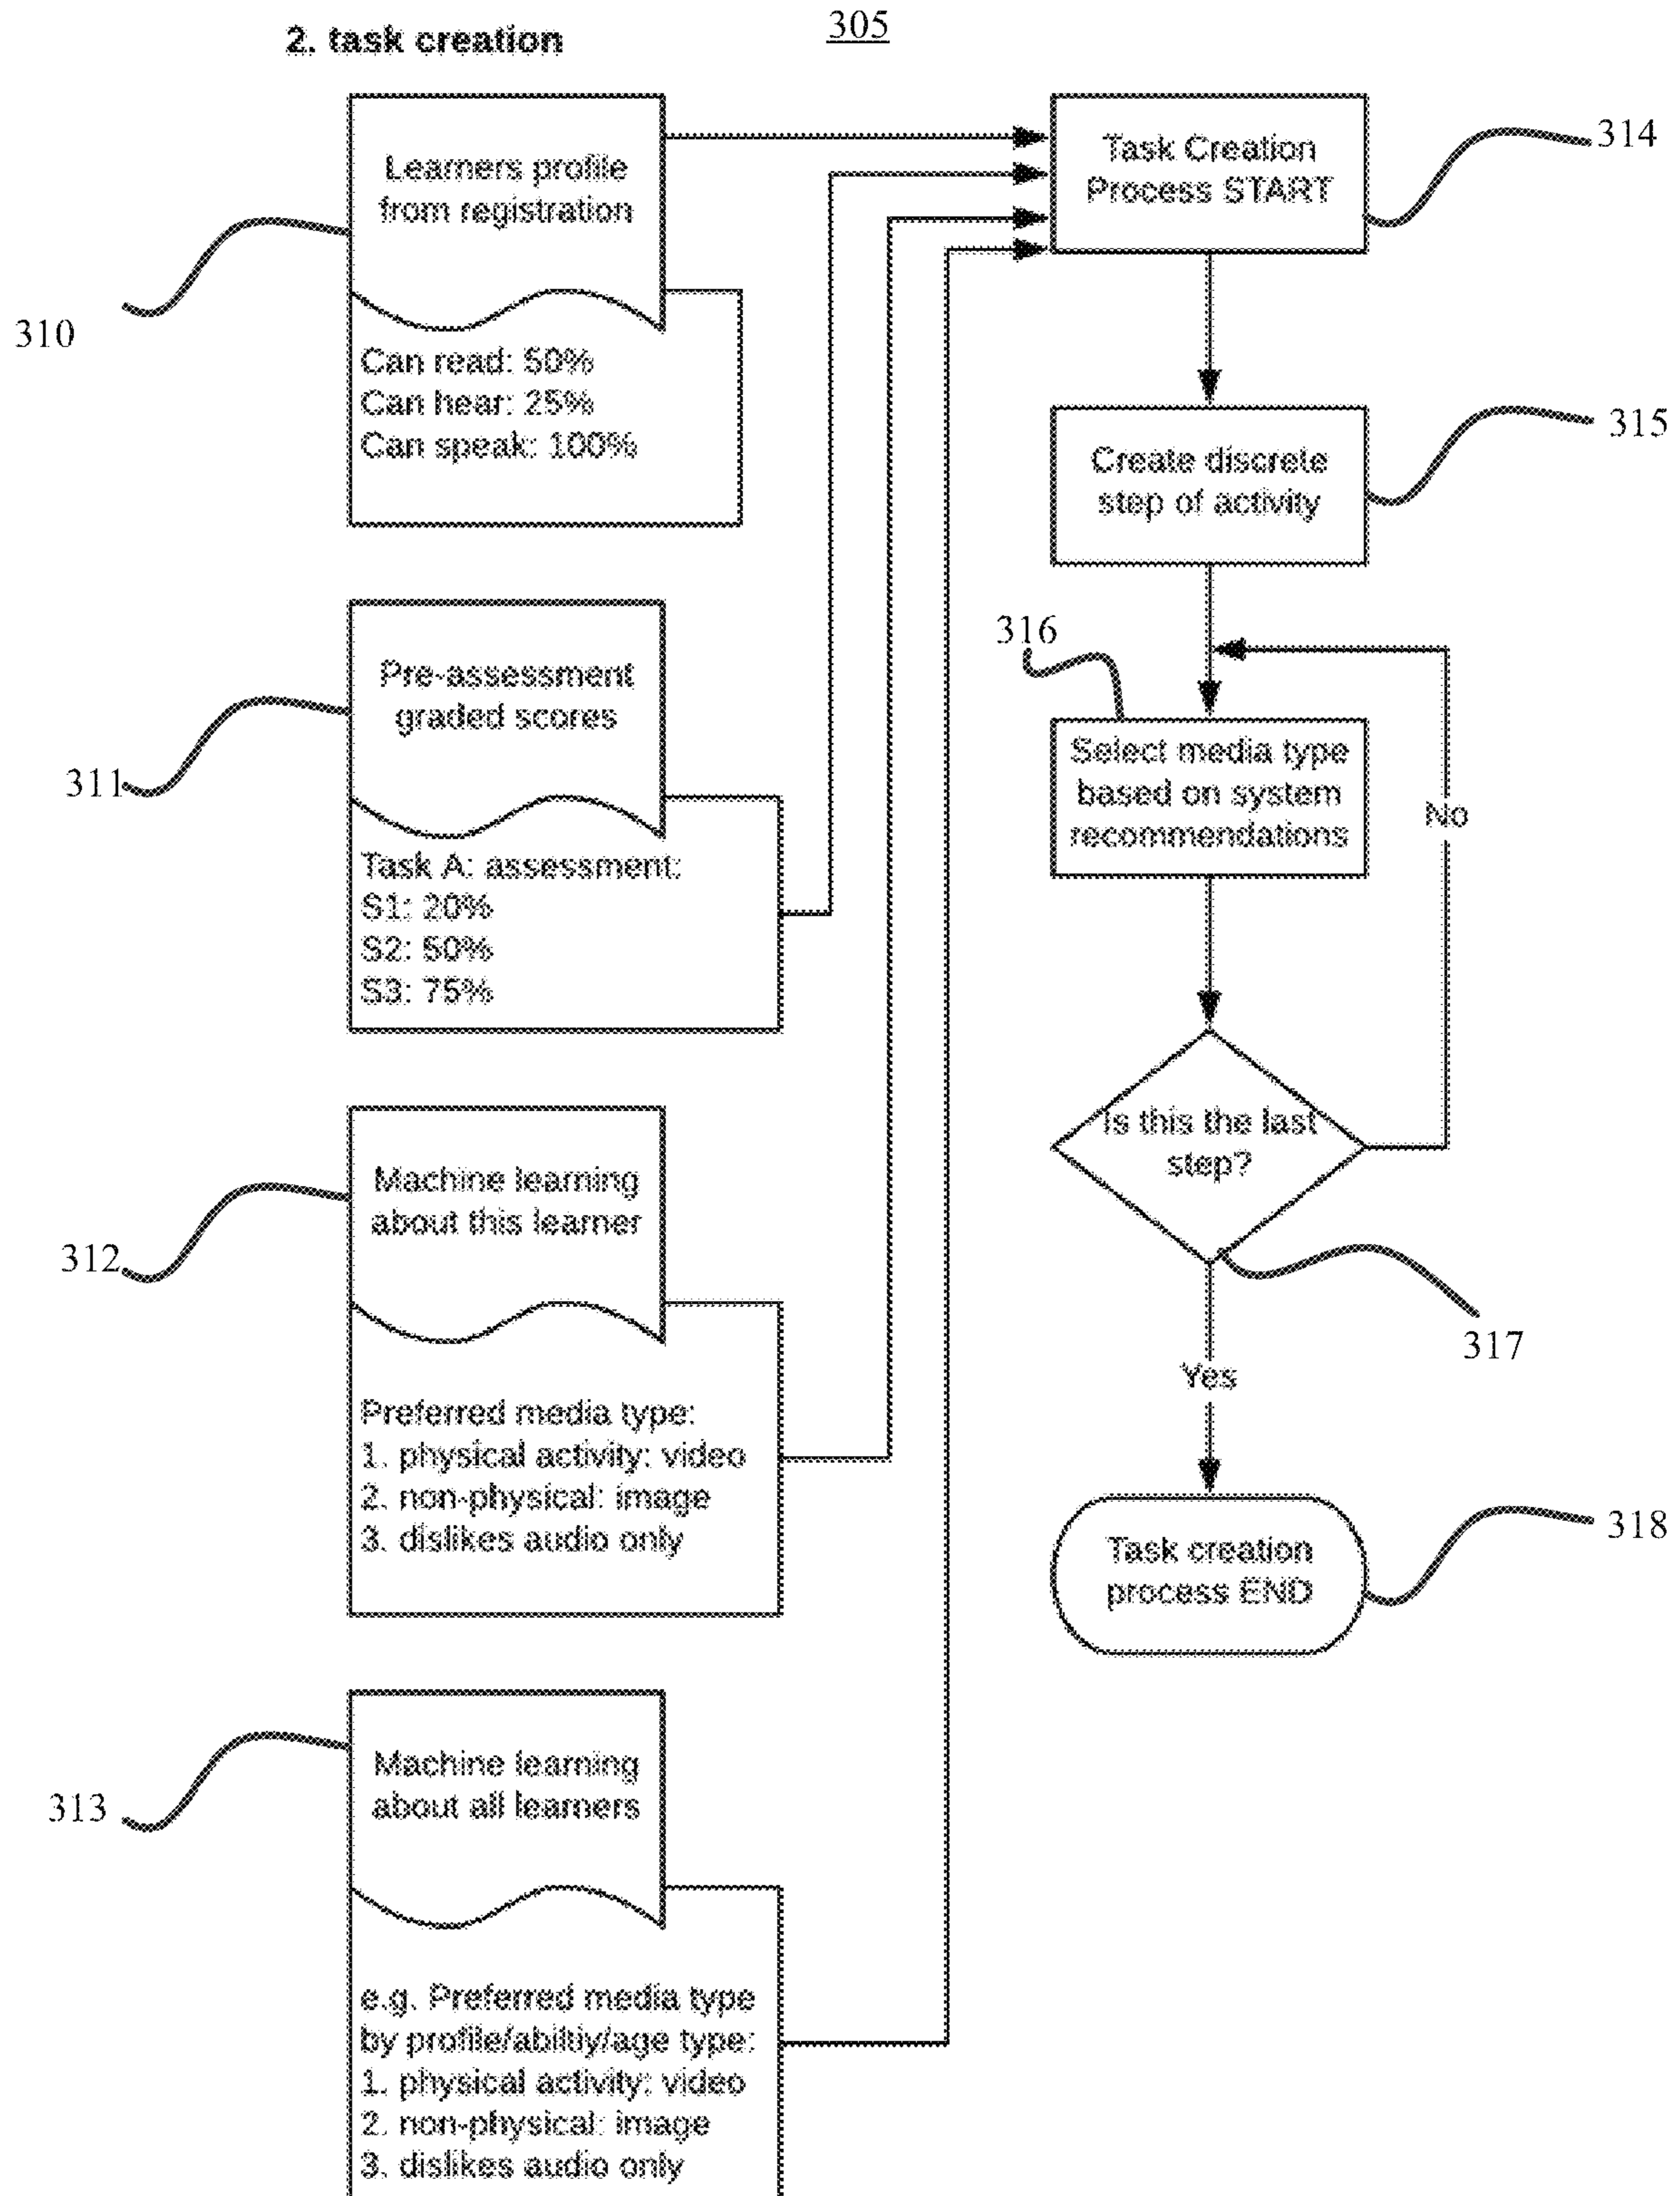 2. task creation
305
Learners profile
from registration
310
Can read: 50%
Can hear: 25%
Can speak: 100%
Pre-assessment
graded scores
311
Task A: assessment:
S1: 20%
S2: 50%
S3: 75%
Machine learning
about this learner
312
Preferred media type:
1. physical activity: video
2. non-physical: image
3. dislikes audio only
Machine learning
about all learners
313
e.g. Preferred media type
by profile/abiltiy/age type:
1. physical activity: video
2. non-physical: image
3. dislikes audio only
Task Creation
Process START
314
Create discrete
step of activity
315
316
Select media type
based on system
recommendations
No
Is this the last
step?
317
Yes
Task creation
process END
318